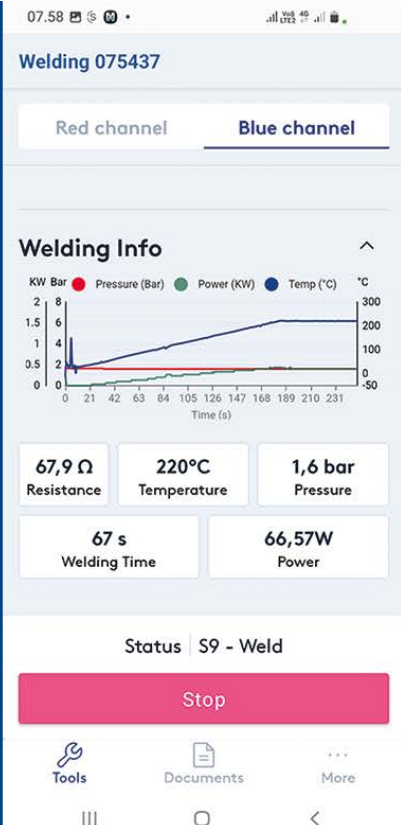 07.58
Vo)) 4G
LTE2
Welding 075437
Red channel Blue channel
Welding Info
KW Bar Pressure (Bar) Power (KW) Temp (°C) °C
2 8 300
1.5 6 200
1 4 100
0.5 2 0
0 0 -50
0 21 42 63 84 105 126 147 168 189 210 231
Time (s)
67,9 Ω 220°C 1,6 bar
Resistance Temperature Pressure
67 s 66,57W
Welding Time Power
Status S9 - Weld
Stop
Tools Documents More